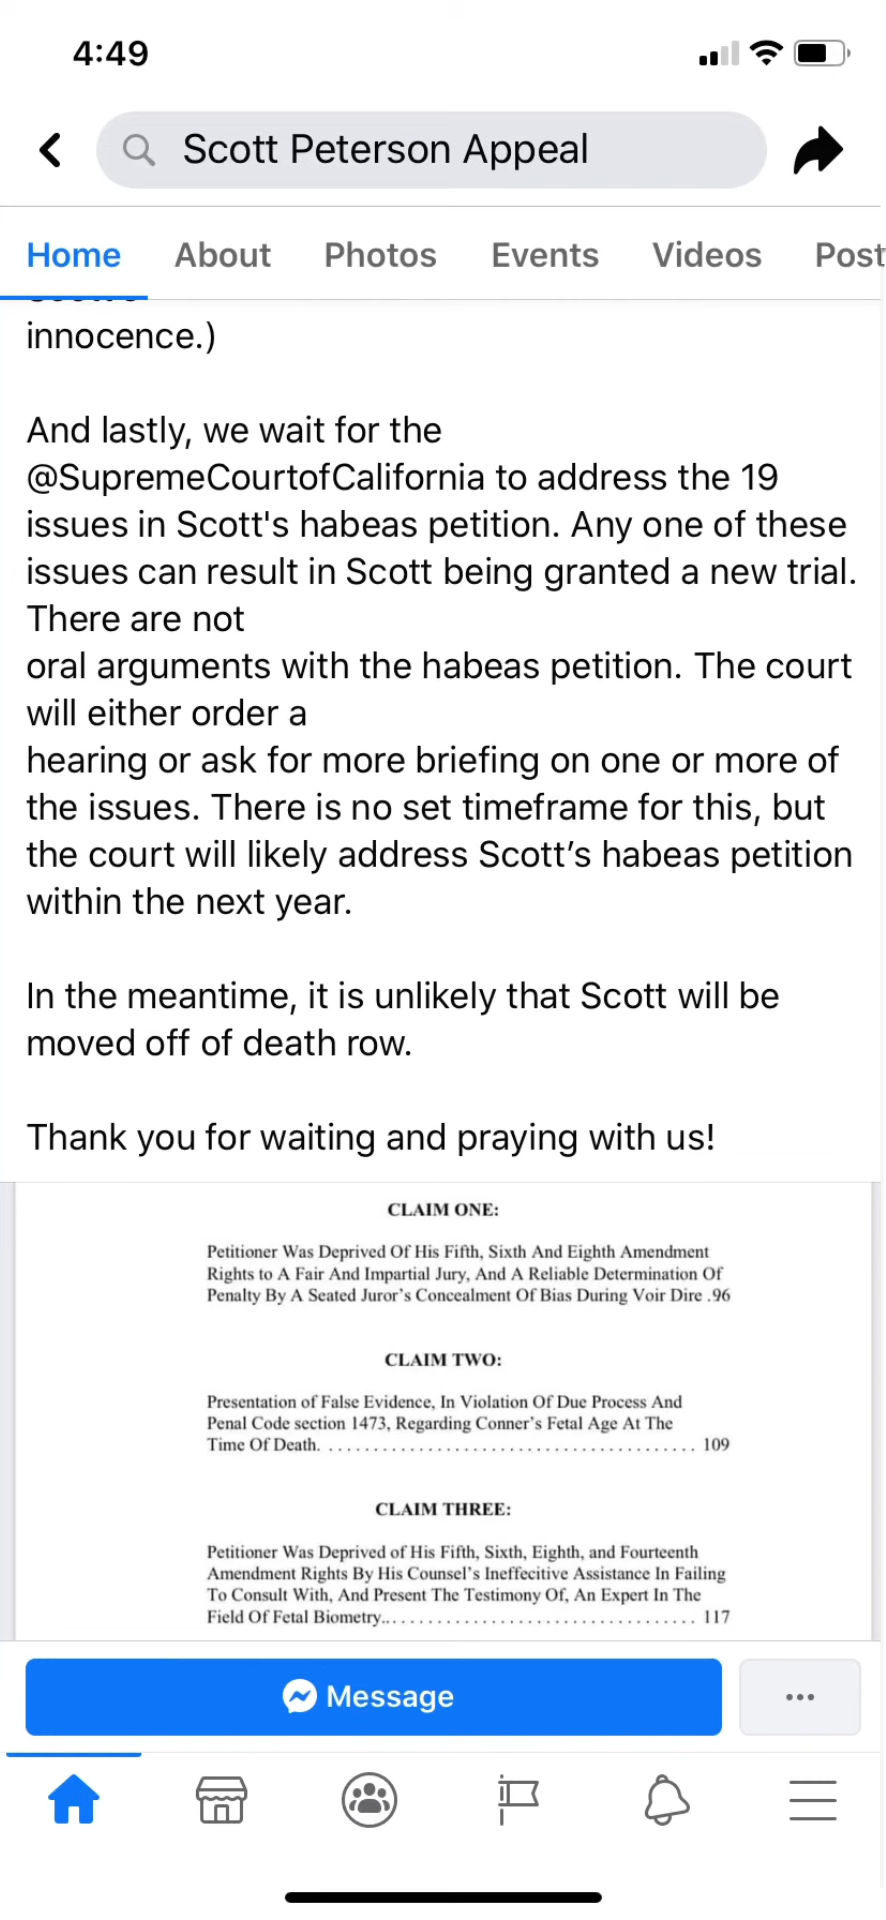 4:49
Scott Peterson Appeal
Home About Photos Events Videos Post
innocence.)
And lastly, we wait for the
@SupremeCourtofCalifornia to address the 19
issues in Scott's habeas petition. Any one of these
issues can result in Scott being granted a new trial.
There are not
oral arguments with the habeas petition. The court
will either order a
hearing or ask for more briefing on one or more of
the issues. There is no set timeframe for this, but
the court will likely address Scott’s habeas petition
within the next year.
In the meantime, it is unlikely that Scott will be
moved off of death row.
Thank you for waiting and praying with us!
CLAIM ONE:
Petitioner Was Deprived Of His Fifth, Sixth And Eighth Amendment
Rights to A Fair And Impartial Jury, And A Reliable Determination Of
Penalty By A Seated Juror’s Concealment Of Bias During Voir Dire .96
CLAIM TWO:
Presentation of False Evidence, In Violation Of Due Process And
Penal Code section 1473, Regarding Conner’s Fetal Age At The
Time Of Death. . . . . . . . . . . . . . . . . . . . . . . . . . . . . . . . . . . . . . . . . 109
CLAIM THREE:
Petitioner Was Deprived of His Fifth, Sixth, Eighth, and Fourteenth
Amendment Rights By His Counsel’s Ineffecitive Assistance In Failing
To Consult With, And Present The Testimony Of, An Expert In The
Field Of Fetal Biometry... . . . . . . . . . . . . . . . . . . . . . . . . . . . . . . . . . 117
Message